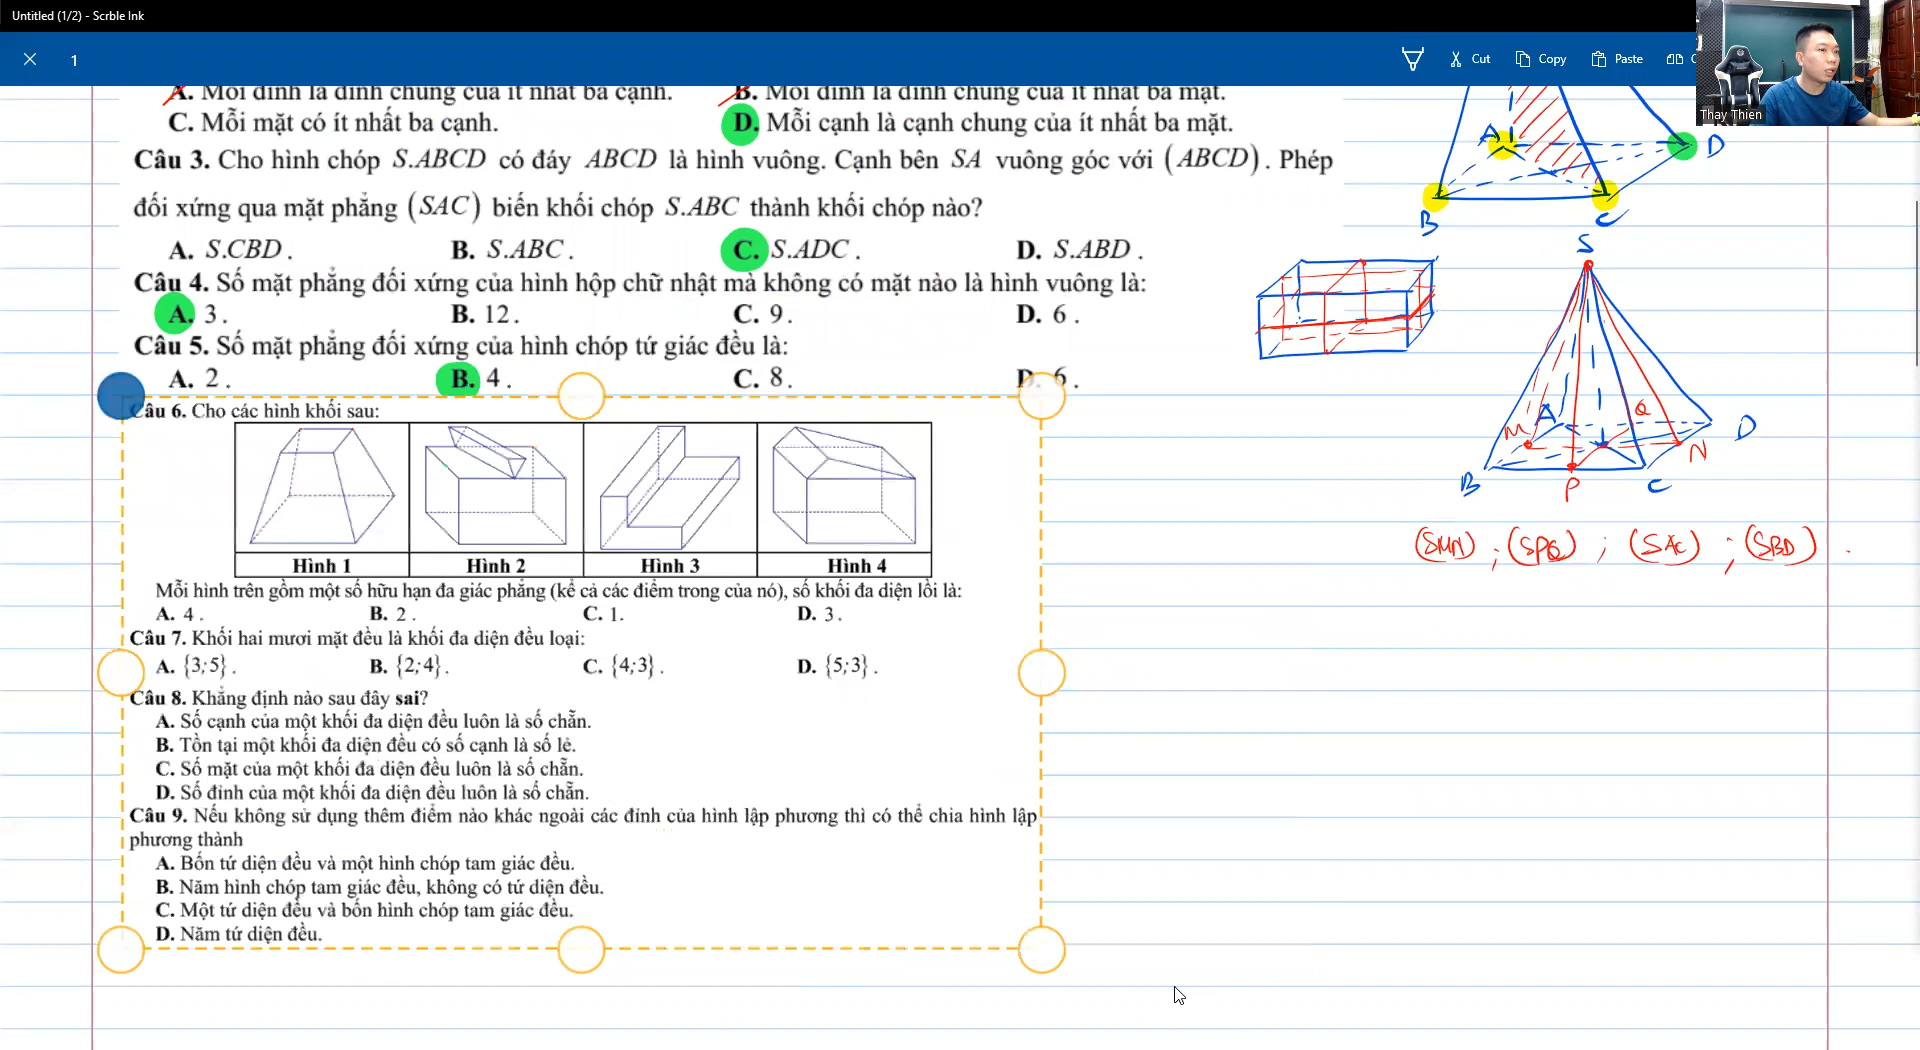 Untitled (1/2) - Scrble Ink
1
Cut
Copy
Paste
Thay Thien
A. Mỗi đỉnh là đỉnh chung của ít nhất ba cạnh. B. Mỗi đỉnh là đỉnh chung của ít nhất ba mặt.
C. Mỗi mặt có ít nhất ba cạnh. D. Mỗi cạnh là cạnh chung của ít nhất ba mặt.
Câu 3. Cho hình chóp S.ABCD có đáy ABCD là hình vuông. Cạnh bên SA vuông góc với (ABCD). Phép
đối xứng qua mặt phẳng (SAC) biến khối chóp S.ABC thành khối chóp nào?
A. S.CBD. B. S.ABC. C. S.ADC. D. S.ABD.
Câu 4. Số mặt phẳng đối xứng của hình hộp chữ nhật mà không có mặt nào là hình vuông là:
A. 3. B. 12. C. 9. D. 6.
Câu 5. Số mặt phẳng đối xứng của hình chóp tứ giác đều là:
A. 2. B. 4. C. 8. D. 6.
Câu 6. Cho các hình khối sau:
Hình 1 Hình 2 Hình 3 Hình 4
Mỗi hình trên gồm một số hữu hạn đa giác phẳng (kể cả các điểm trong của nó), số khối đa diện lồi là:
A. 4. B. 2. C. 1. D. 3.
Câu 7. Khối hai mươi mặt đều là khối đa diện đều loại:
A. {3;5}. B. {2;4}. C. {4;3}. D. {5;3}.
Câu 8. Khẳng định nào sau đây sai?
A. Số cạnh của một khối đa diện đều luôn là số chẵn.
B. Tồn tại một khối đa diện đều có số cạnh là số lẻ.
C. Số mặt của một khối đa diện đều luôn là số chẵn.
D. Số đỉnh của một khối đa diện đều luôn là số chẵn.
Câu 9. Nếu không sử dụng thêm điểm nào khác ngoài các đỉnh của hình lập phương thì có thể chia hình lập
phương thành
A. Bốn tứ diện đều và một hình chóp tam giác đều.
B. Năm hình chóp tam giác đều, không có tứ diện đều.
C. Một tứ diện đều và bốn hình chóp tam giác đều.
D. Năm tứ diện đều.
A D
B C
S
A Q D
M N
B P C
(SMN) ; (SPQ) ; (SAC) ; (SBD) .